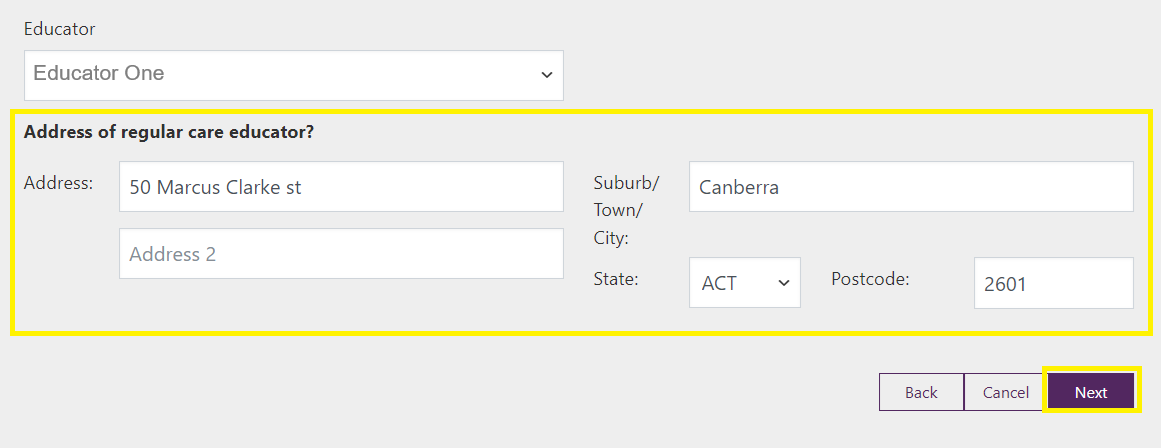 Educator
Educator One
Address of regular care educator?
Address:
50 Marcus Clarke st
Address 2
Suburb/
Town/
City:
Canberra
State:
ACT
Postcode:
2601
Back
Cancel
Next